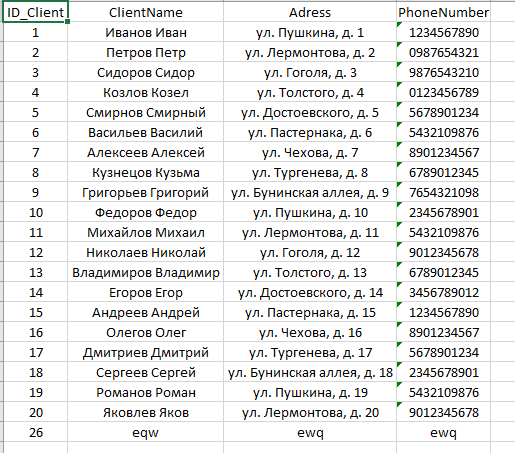 ID_Client ClientName Adress PhoneNumber
1 Иванов Иван ул. Пушкина, д. 1 1234567890
2 Петров Петр ул. Лермонтова, д. 2 0987654321
3 Сидоров Сидор ул. Гоголя, д. 3 9876543210
4 Козлов Козел ул. Толстого, д. 4 0123456789
5 Смирнов Смирный ул. Достоевского, д. 5 5678901234
6 Васильев Василий ул. Пастернака, д. 6 5432109876
7 Алексеев Алексей ул. Чехова, д. 7 8901234567
8 Кузнецов Кузьма ул. Тургенева, д. 8 6789012345
9 Григорьев Григорий ул. Бунинская аллея, д. 9 7654321098
10 Федоров Федор ул. Пушкина, д. 10 2345678901
11 Михайлов Михаил ул. Лермонтова, д. 11 5432109876
12 Николаев Николай ул. Гоголя, д. 12 9012345678
13 Владимиров Владимир ул. Толстого, д. 13 6789012345
14 Егоров Егор ул. Достоевского, д. 14 3456789012
15 Андреев Андрей ул. Пастернака, д. 15 1234567890
16 Олегов Олег ул. Чехова, д. 16 8901234567
17 Дмитриев Дмитрий ул. Тургенева, д. 17 5678901234
18 Сергеев Сергей ул. Бунинская аллея, д. 18 2345678901
19 Романов Роман ул. Пушкина, д. 19 5432109876
20 Яковлев Яков ул. Лермонтова, д. 20 9012345678
26 eqw ewq ewq